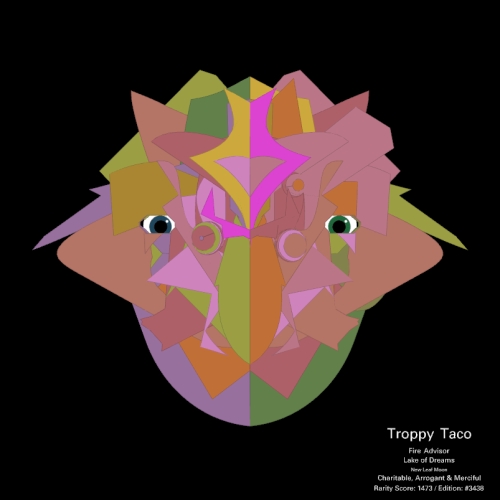 Troppy Taco
Fire Advisor
Lake of Dreams
New Leaf Moon
Charitable, Arrogant & Merciful
Rarity Score: 1473 / Edition: #3438